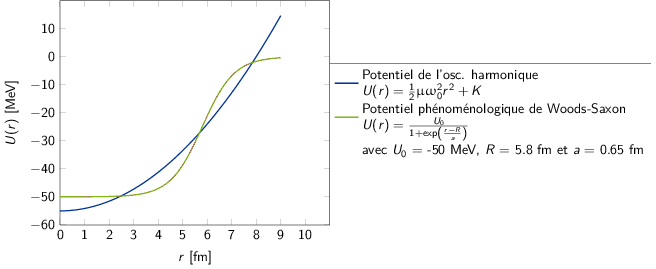 10
0
−10
−20
−30
−40
−50
−60
U(r) [MeV]
0 1 2 3 4 5 6 7 8 9 10
r [fm]
Potentiel de l'osc. harmonique
U(r) = 1/2 μω₀²r² + K
Potentiel phénoménologique de Woods-Saxon
U(r) = U₀/(1+exp((r−R)/a))
avec U₀ = -50 MeV, R = 5.8 fm et a = 0.65 fm